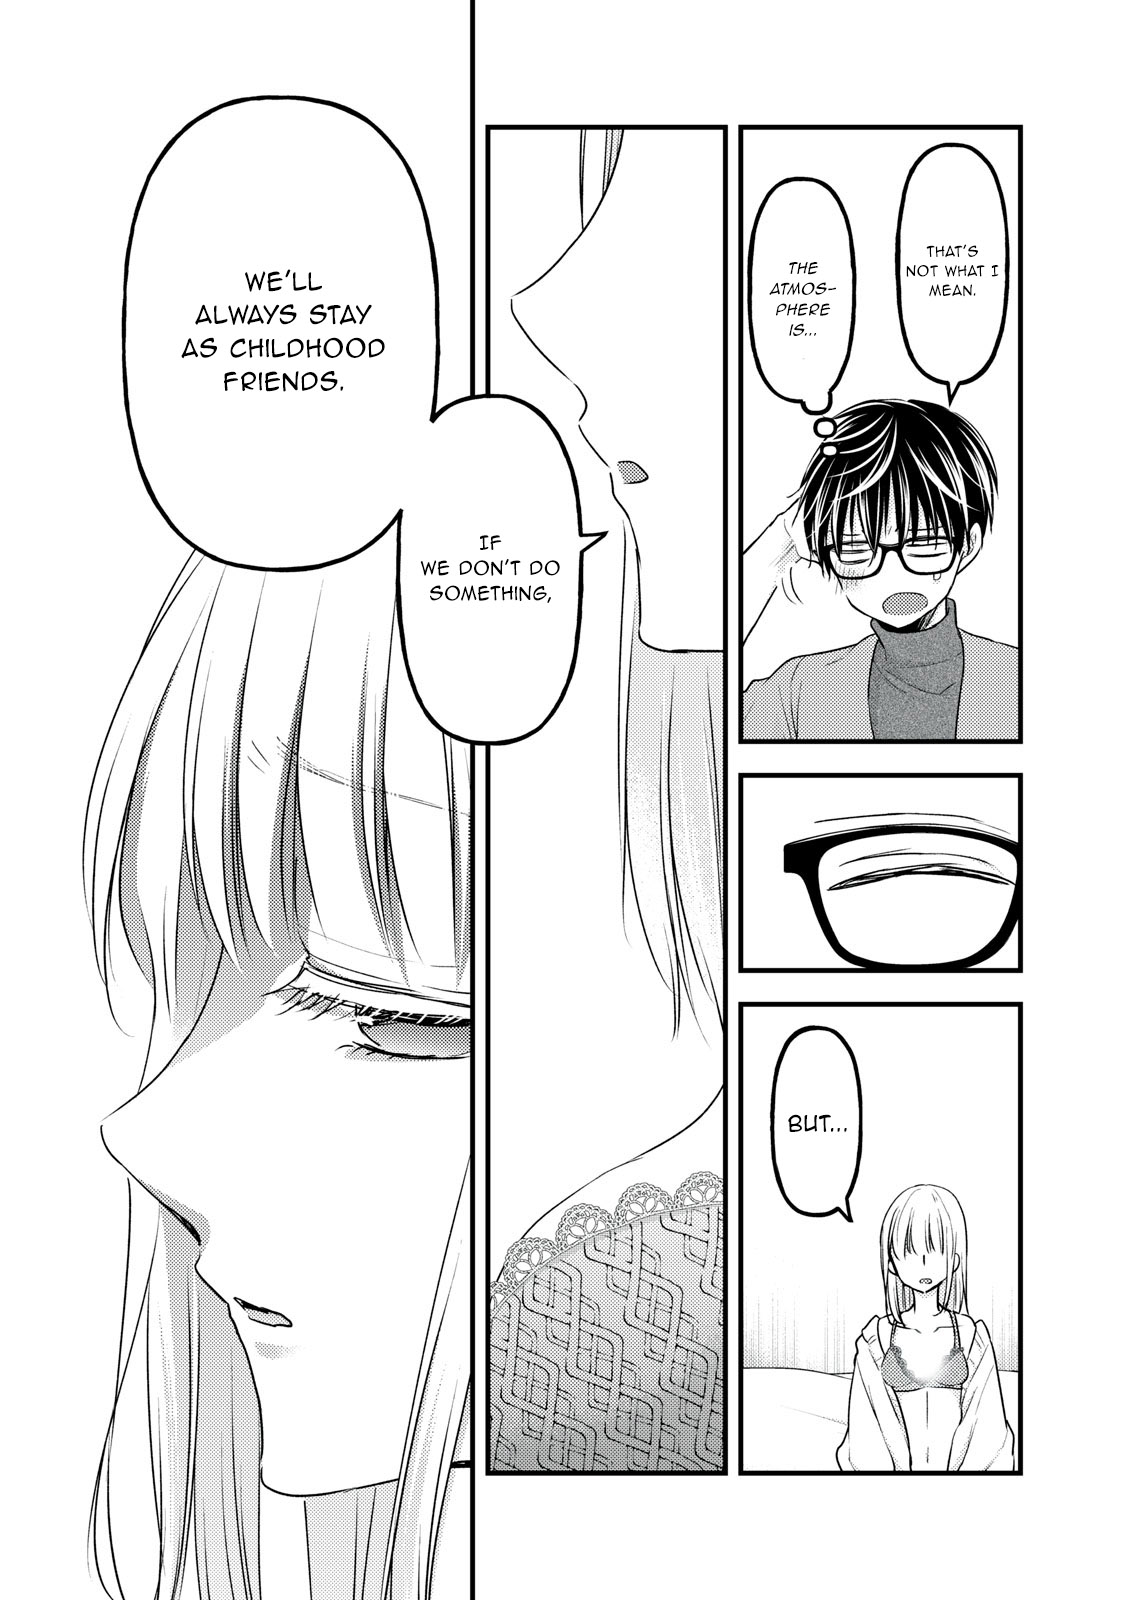 THAT'S
NOT WHAT I
MEAN.
THE
ATMOS-
PHERE
IS...
BUT...
IF
WE DON'T DO
SOMETHING,
WE'LL
ALWAYS STAY
AS CHILDHOOD
FRIENDS.